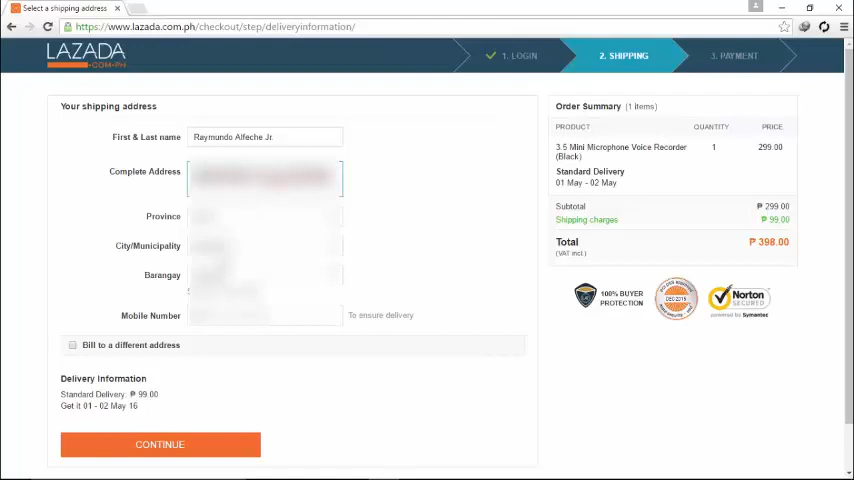 Select a shipping address
https://www.lazada.com.ph/checkout/step/deliveryinformation/
LAZADA
.COM.PH
1. LOGIN
2. SHIPPING
3. PAYMENT
Your shipping address
First & Last name
Raymundo Alfeche Jr.
Complete Address
Province
City/Municipality
Barangay
Mobile Number
To ensure delivery
Bill to a different address
Delivery Information
Standard Delivery: ₱ 99.00
Get it 01 - 02 May 16
CONTINUE
Order Summary (1 items)
PRODUCT QUANTITY PRICE
3.5 Mini Microphone Voice Recorder 1 299.00
(Black)
Standard Delivery
01 May - 02 May
Subtotal ₱ 299.00
Shipping charges ₱ 99.00
Total ₱ 398.00
(VAT incl.)
100% BUYER
PROTECTION
DEC 2015
Norton
SECURED
powered by Symantec